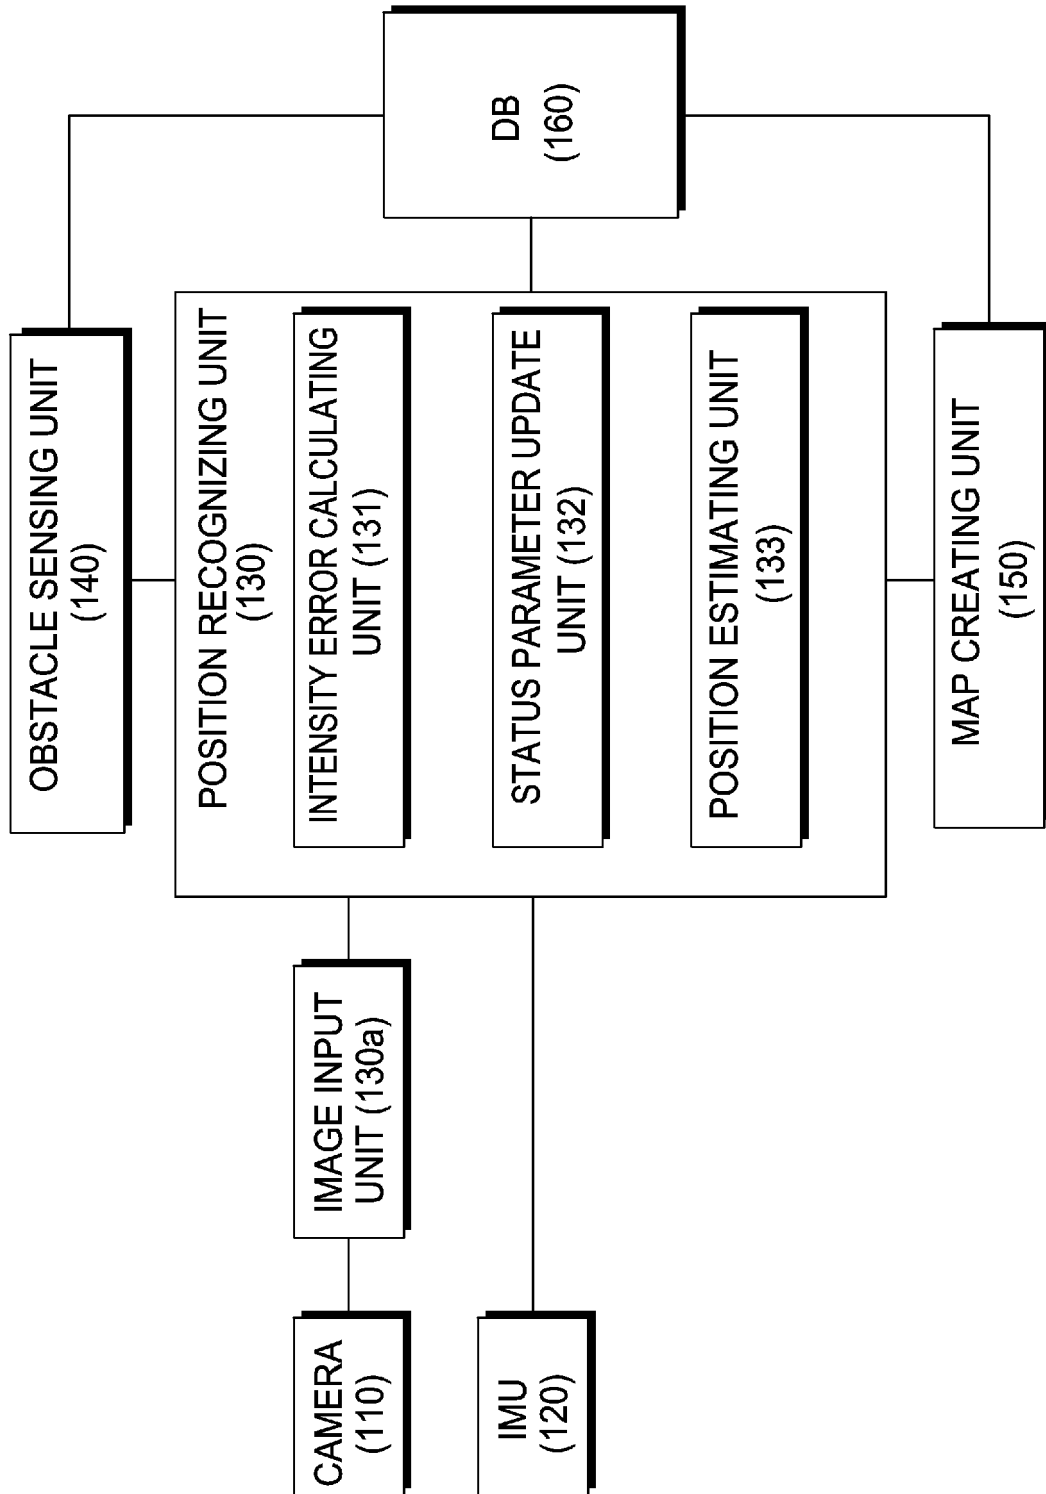 OBSTACLE SENSING UNIT
(140)
POSITION RECOGNIZING UNIT
(130)
CAMERA
(110)
IMAGE INPUT
UNIT (130a)
INTENSITY ERROR CALCULATING
UNIT (131)
IMU
(120)
STATUS PARAMETER UPDATE
UNIT (132)
DB
(160)
POSITION ESTIMATING UNIT
(133)
MAP CREATING UNIT
(150)